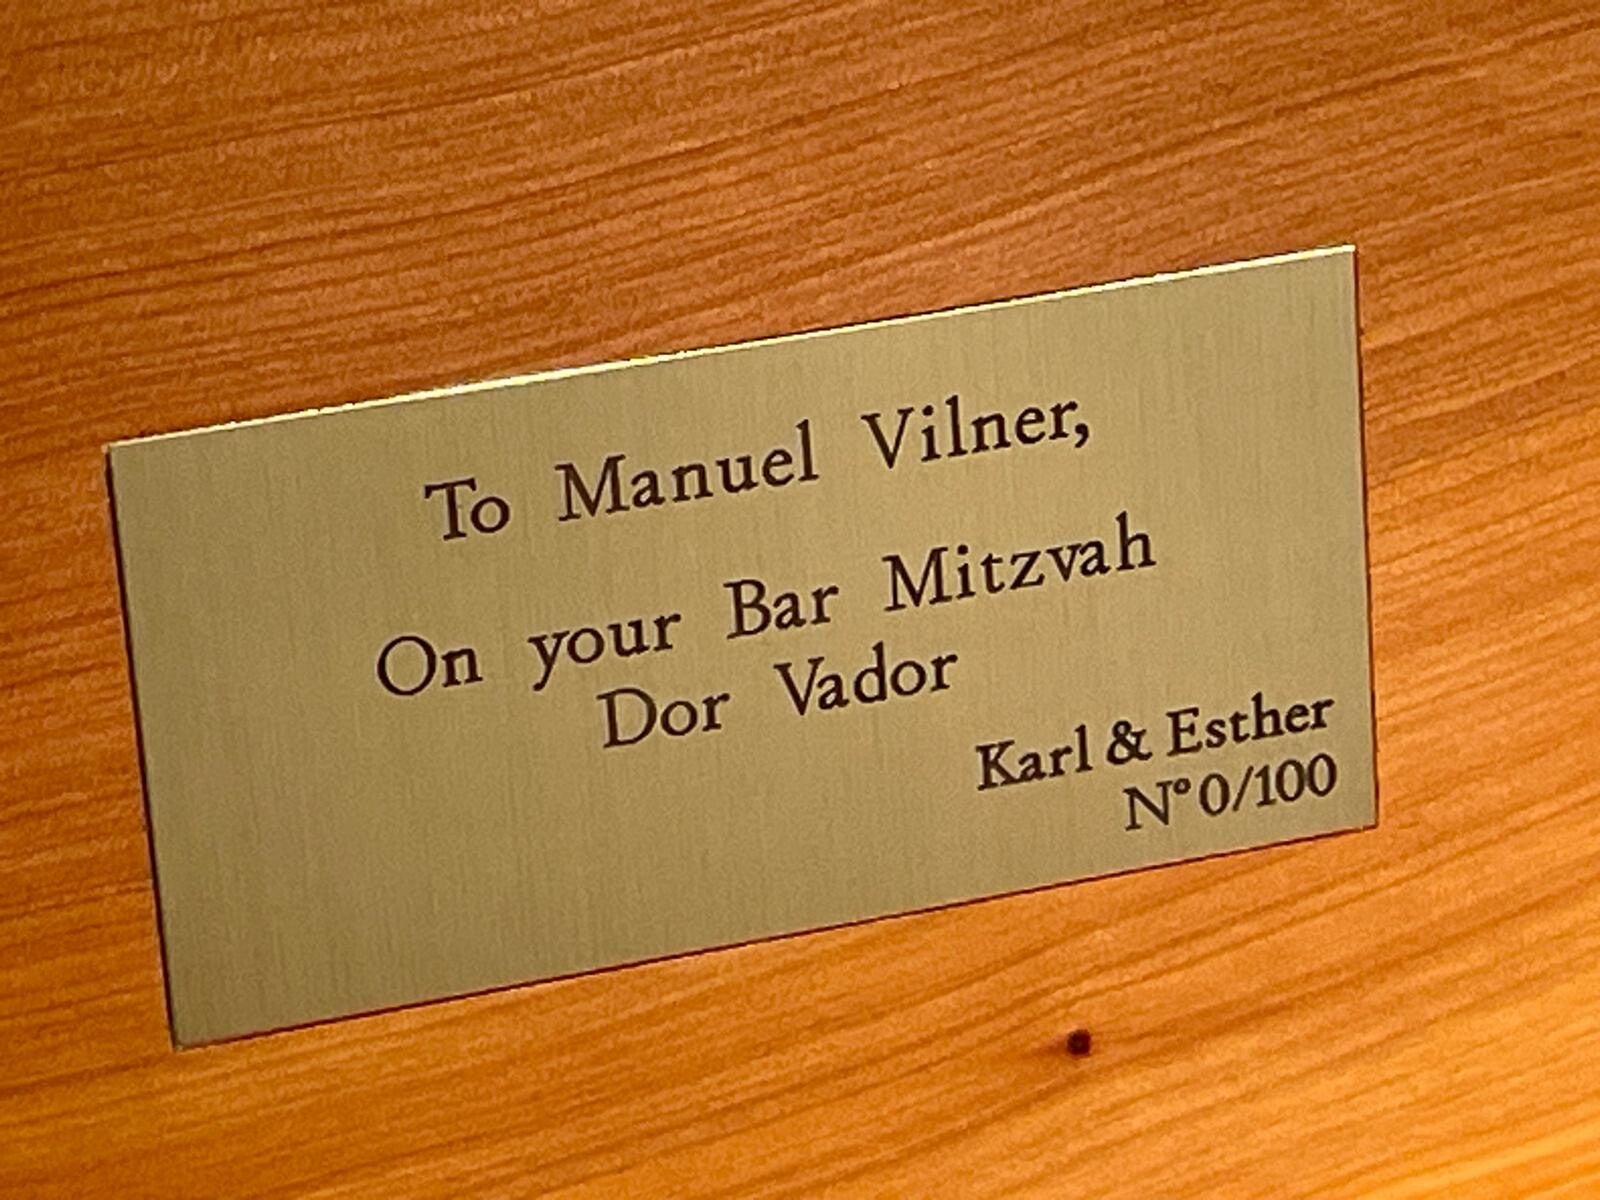 To Manuel Vilner,
On your Bar Mitzvah
Dor Vador
Karl & Esther
N°0/100